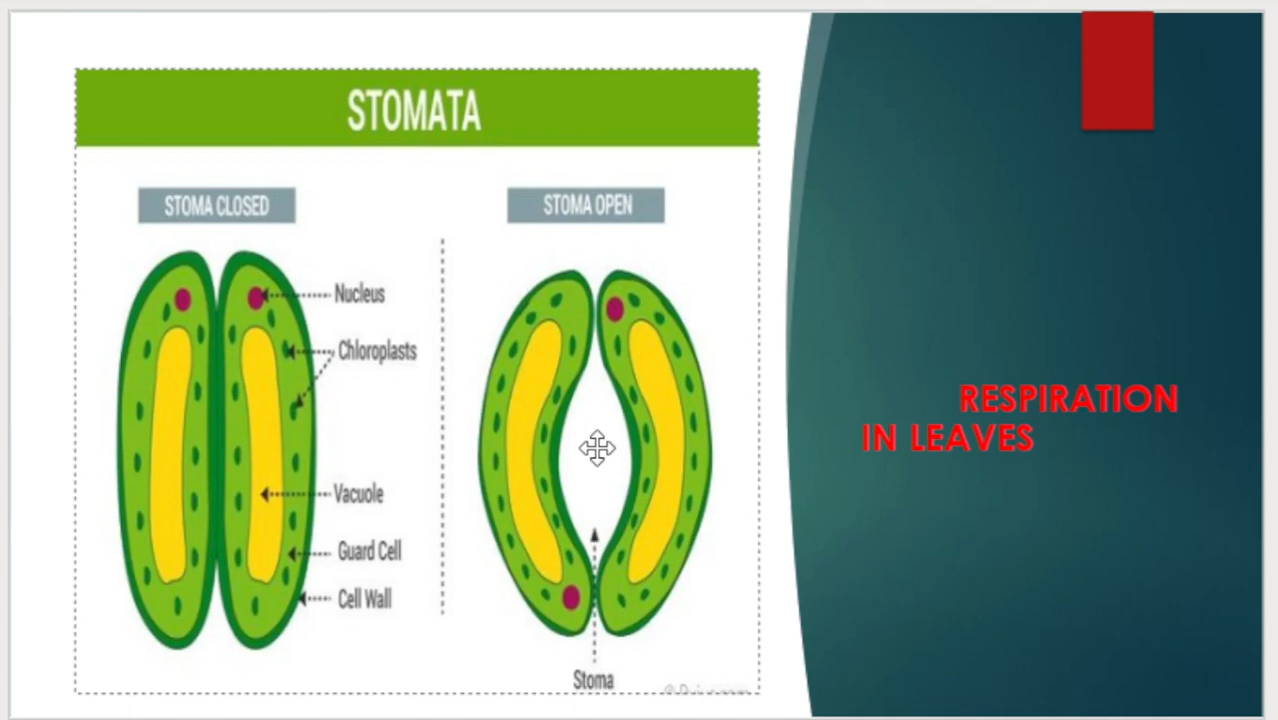 STOMATA
STOMA CLOSED
STOMA OPEN
Nucleus
Chloroplasts
Vacuole
Guard Cell
Cell Wall
Stoma
RESPIRATION
IN LEAVES